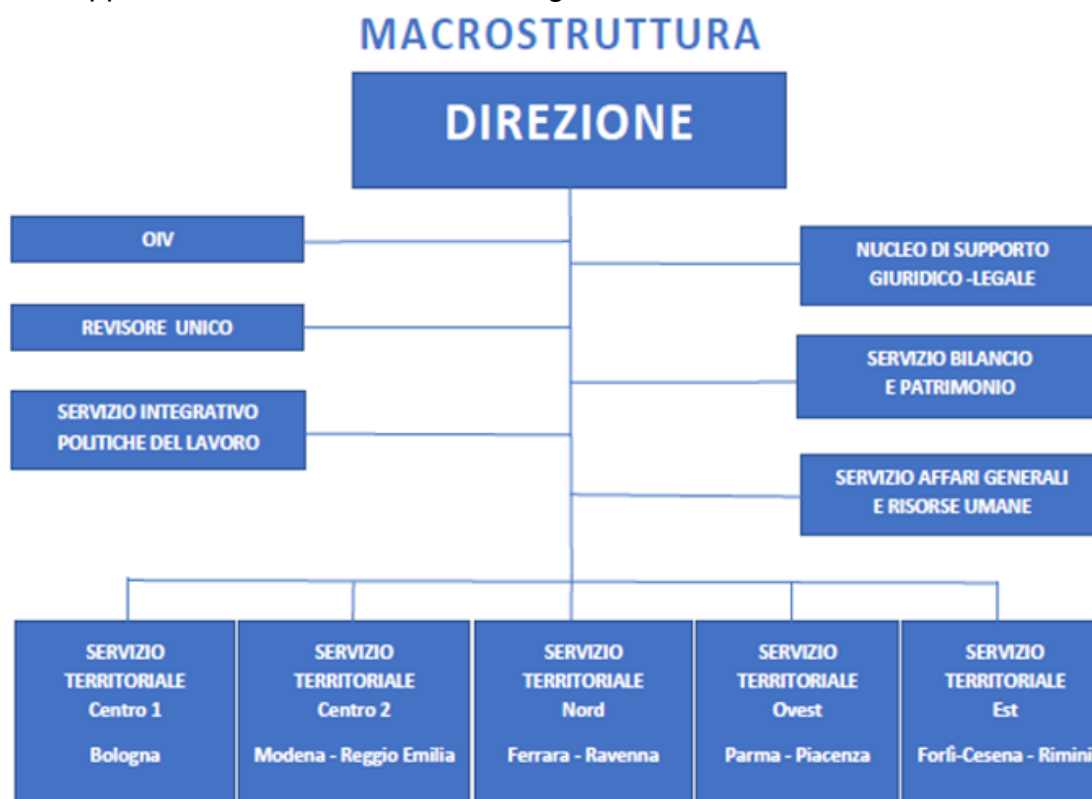 MACROSTRUTTURA
DIREZIONE
OIV
NUCLEO DI SUPPORTO
GIURIDICO -LEGALE
REVISORE UNICO
SERVIZIO BILANCIO
E PATRIMONIO
SERVIZIO INTEGRATIVO
POLITICHE DEL LAVORO
SERVIZIO AFFARI GENERALI
E RISORSE UMANE
SERVIZIO
TERRITORIALE
Centro 1
Bologna
SERVIZIO
TERRITORIALE
Centro 2
Modena - Reggio Emilia
SERVIZIO
TERRITORIALE
Nord
Ferrara - Ravenna
SERVIZIO
TERRITORIALE
Ovest
Parma - Piacenza
SERVIZIO
TERRITORIALE
Est
Forlì-Cesena - Rimini